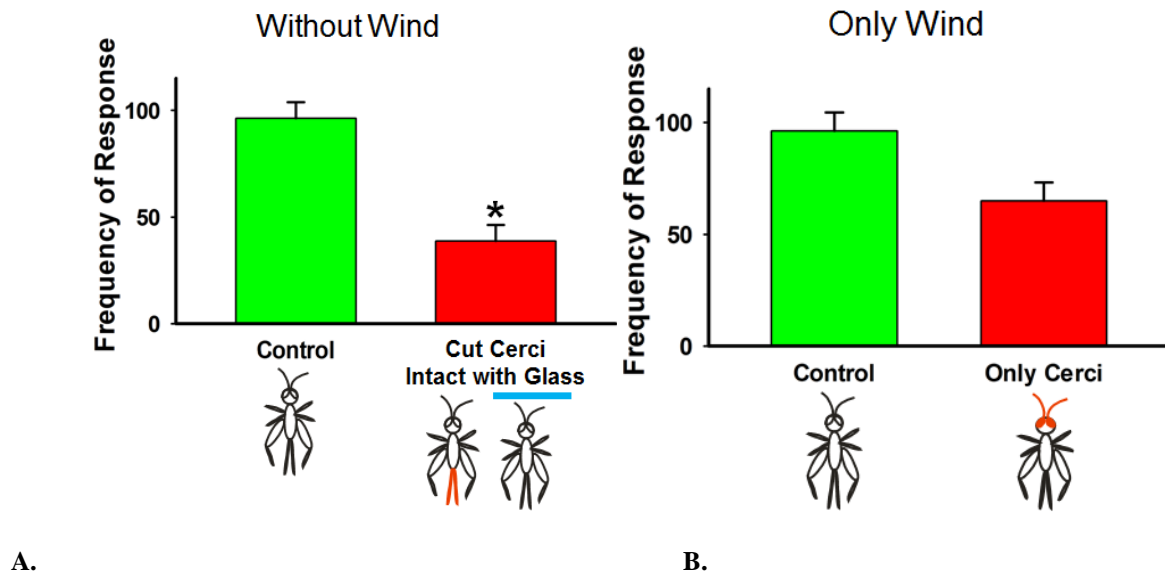 Without Wind
Frequency of Response
100
50
0
Control
Cut Cerci
Intact with Glass
*
A.
Only Wind
Frequency of Response
100
50
0
Control
Only Cerci
B.